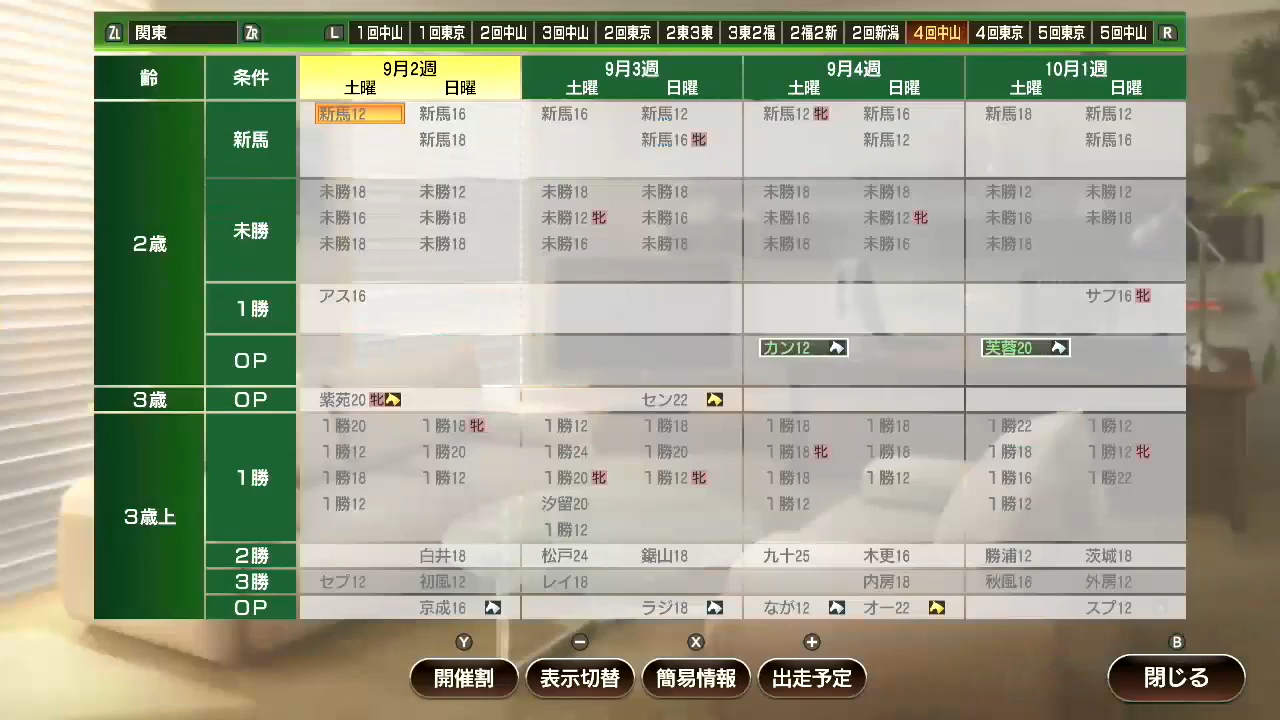 ZL 関東 ZR L 1回中山 1回東京 2回中山 3回中山 2回東京 2東3東 3東2福 2福2新 2回新潟 4回中山 4回東京 5回東京 5回中山 R
齢 条件 9月2週 9月3週 9月4週 10月1週
土曜 日曜 土曜 日曜 土曜 日曜 土曜 日曜
2歳
新馬
新馬12 新馬16 新馬16 新馬12 新馬12 牝 新馬16 新馬18 新馬12
新馬18 新馬16 牝 新馬12 新馬16
未勝
未勝18 未勝12 未勝18 未勝18 未勝18 未勝18 未勝12 未勝12
未勝16 未勝18 未勝12 牝 未勝16 未勝16 未勝12 牝 未勝16 未勝18
未勝18 未勝18 未勝16 未勝18 未勝18 未勝16 未勝18
1勝
アス16 サフ16 牝
OP
カン12 芙蓉20
3歳 OP 紫苑20 牝 セン22
3歳上
1勝
1勝20 1勝18 牝 1勝12 1勝18 1勝18 1勝18 1勝22 1勝12
1勝12 1勝20 1勝24 1勝20 1勝18 牝 1勝18 1勝18 1勝12 牝
1勝18 1勝12 1勝20 牝 1勝12 牝 1勝18 1勝12 1勝16 1勝22
1勝12 汐留20 1勝12 1勝12
1勝12
2勝 白井18 松戸24 鋸山18 九十25 木更16 勝浦12 茨城18
3勝 セプ12 初風12 レイ18 内房18 秋風16 外房12
OP 京成16 ラジ18 なが12 オー22 スプ12
Y − X + B
開催割 表示切替 簡易情報 出走予定 閉じる